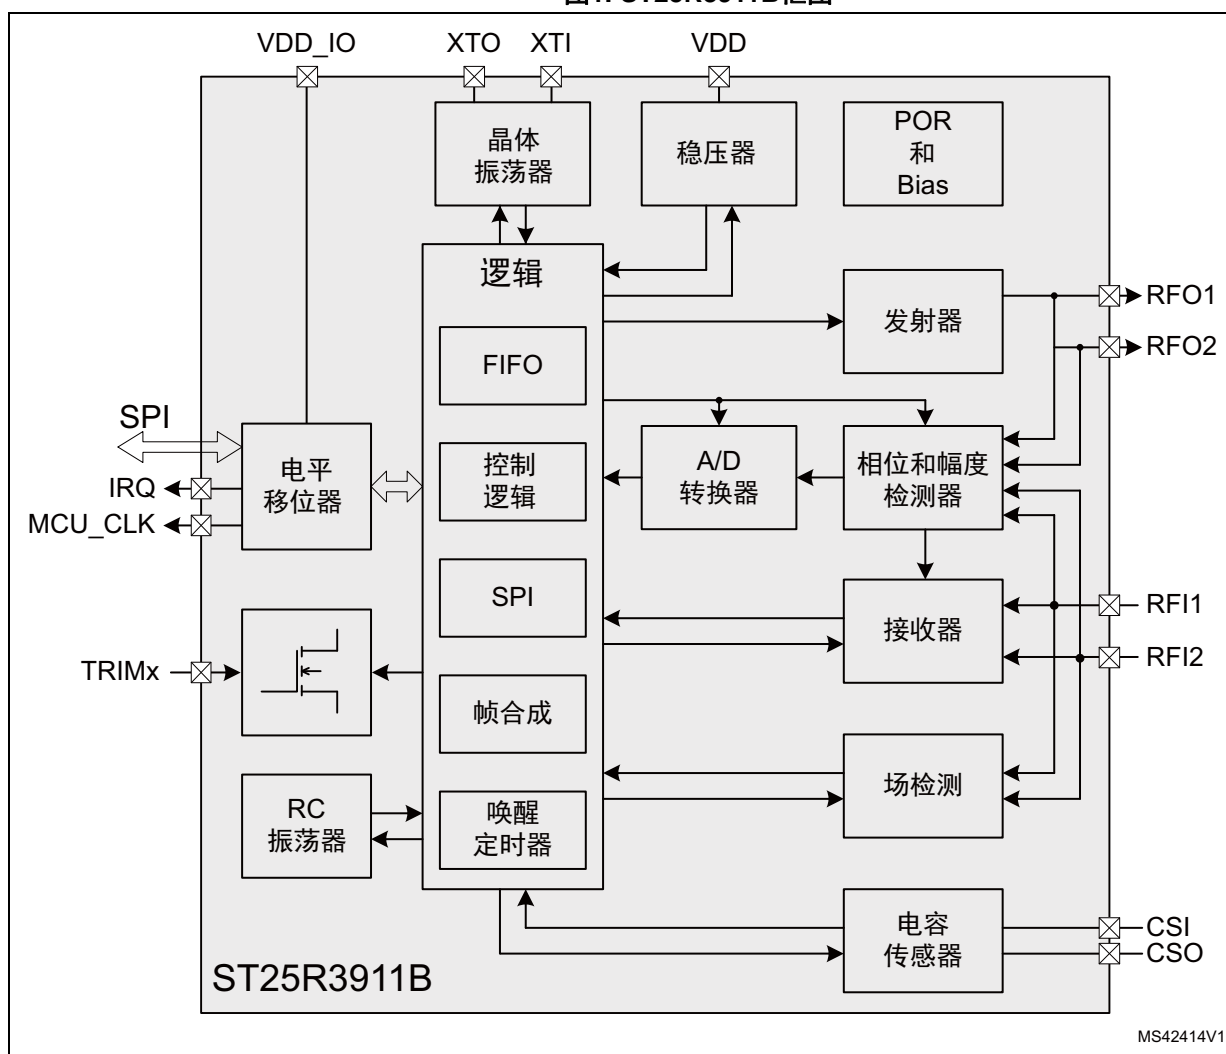 VDD_IO
XTO
XTI
VDD
晶体
振荡器
稳压器
POR
和
Bias
逻辑
发射器
RFO1
RFO2
FIFO
SPI
电平
移位器
IRQ
MCU_CLK
控制
逻辑
A/D
转换器
相位和幅度
检测器
SPI
接收器
RFI1
RFI2
TRIMx
帧合成
场检测
RC
振荡器
唤醒
定时器
电容
传感器
CSI
CSO
ST25R3911B
MS42414V1